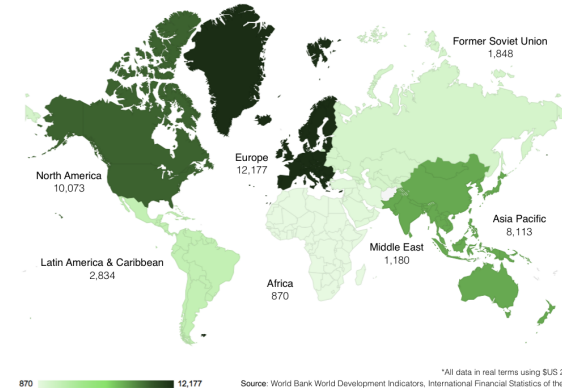 Former Soviet Union
1,848
Europe
12,177
North America
10,073
Asia Pacific
8,113
Middle East
1,180
Latin America & Caribbean
2,834
Africa
870
*All data in real terms using $US 2
870 12,177
Source: World Bank World Development Indicators, International Financial Statistics of the